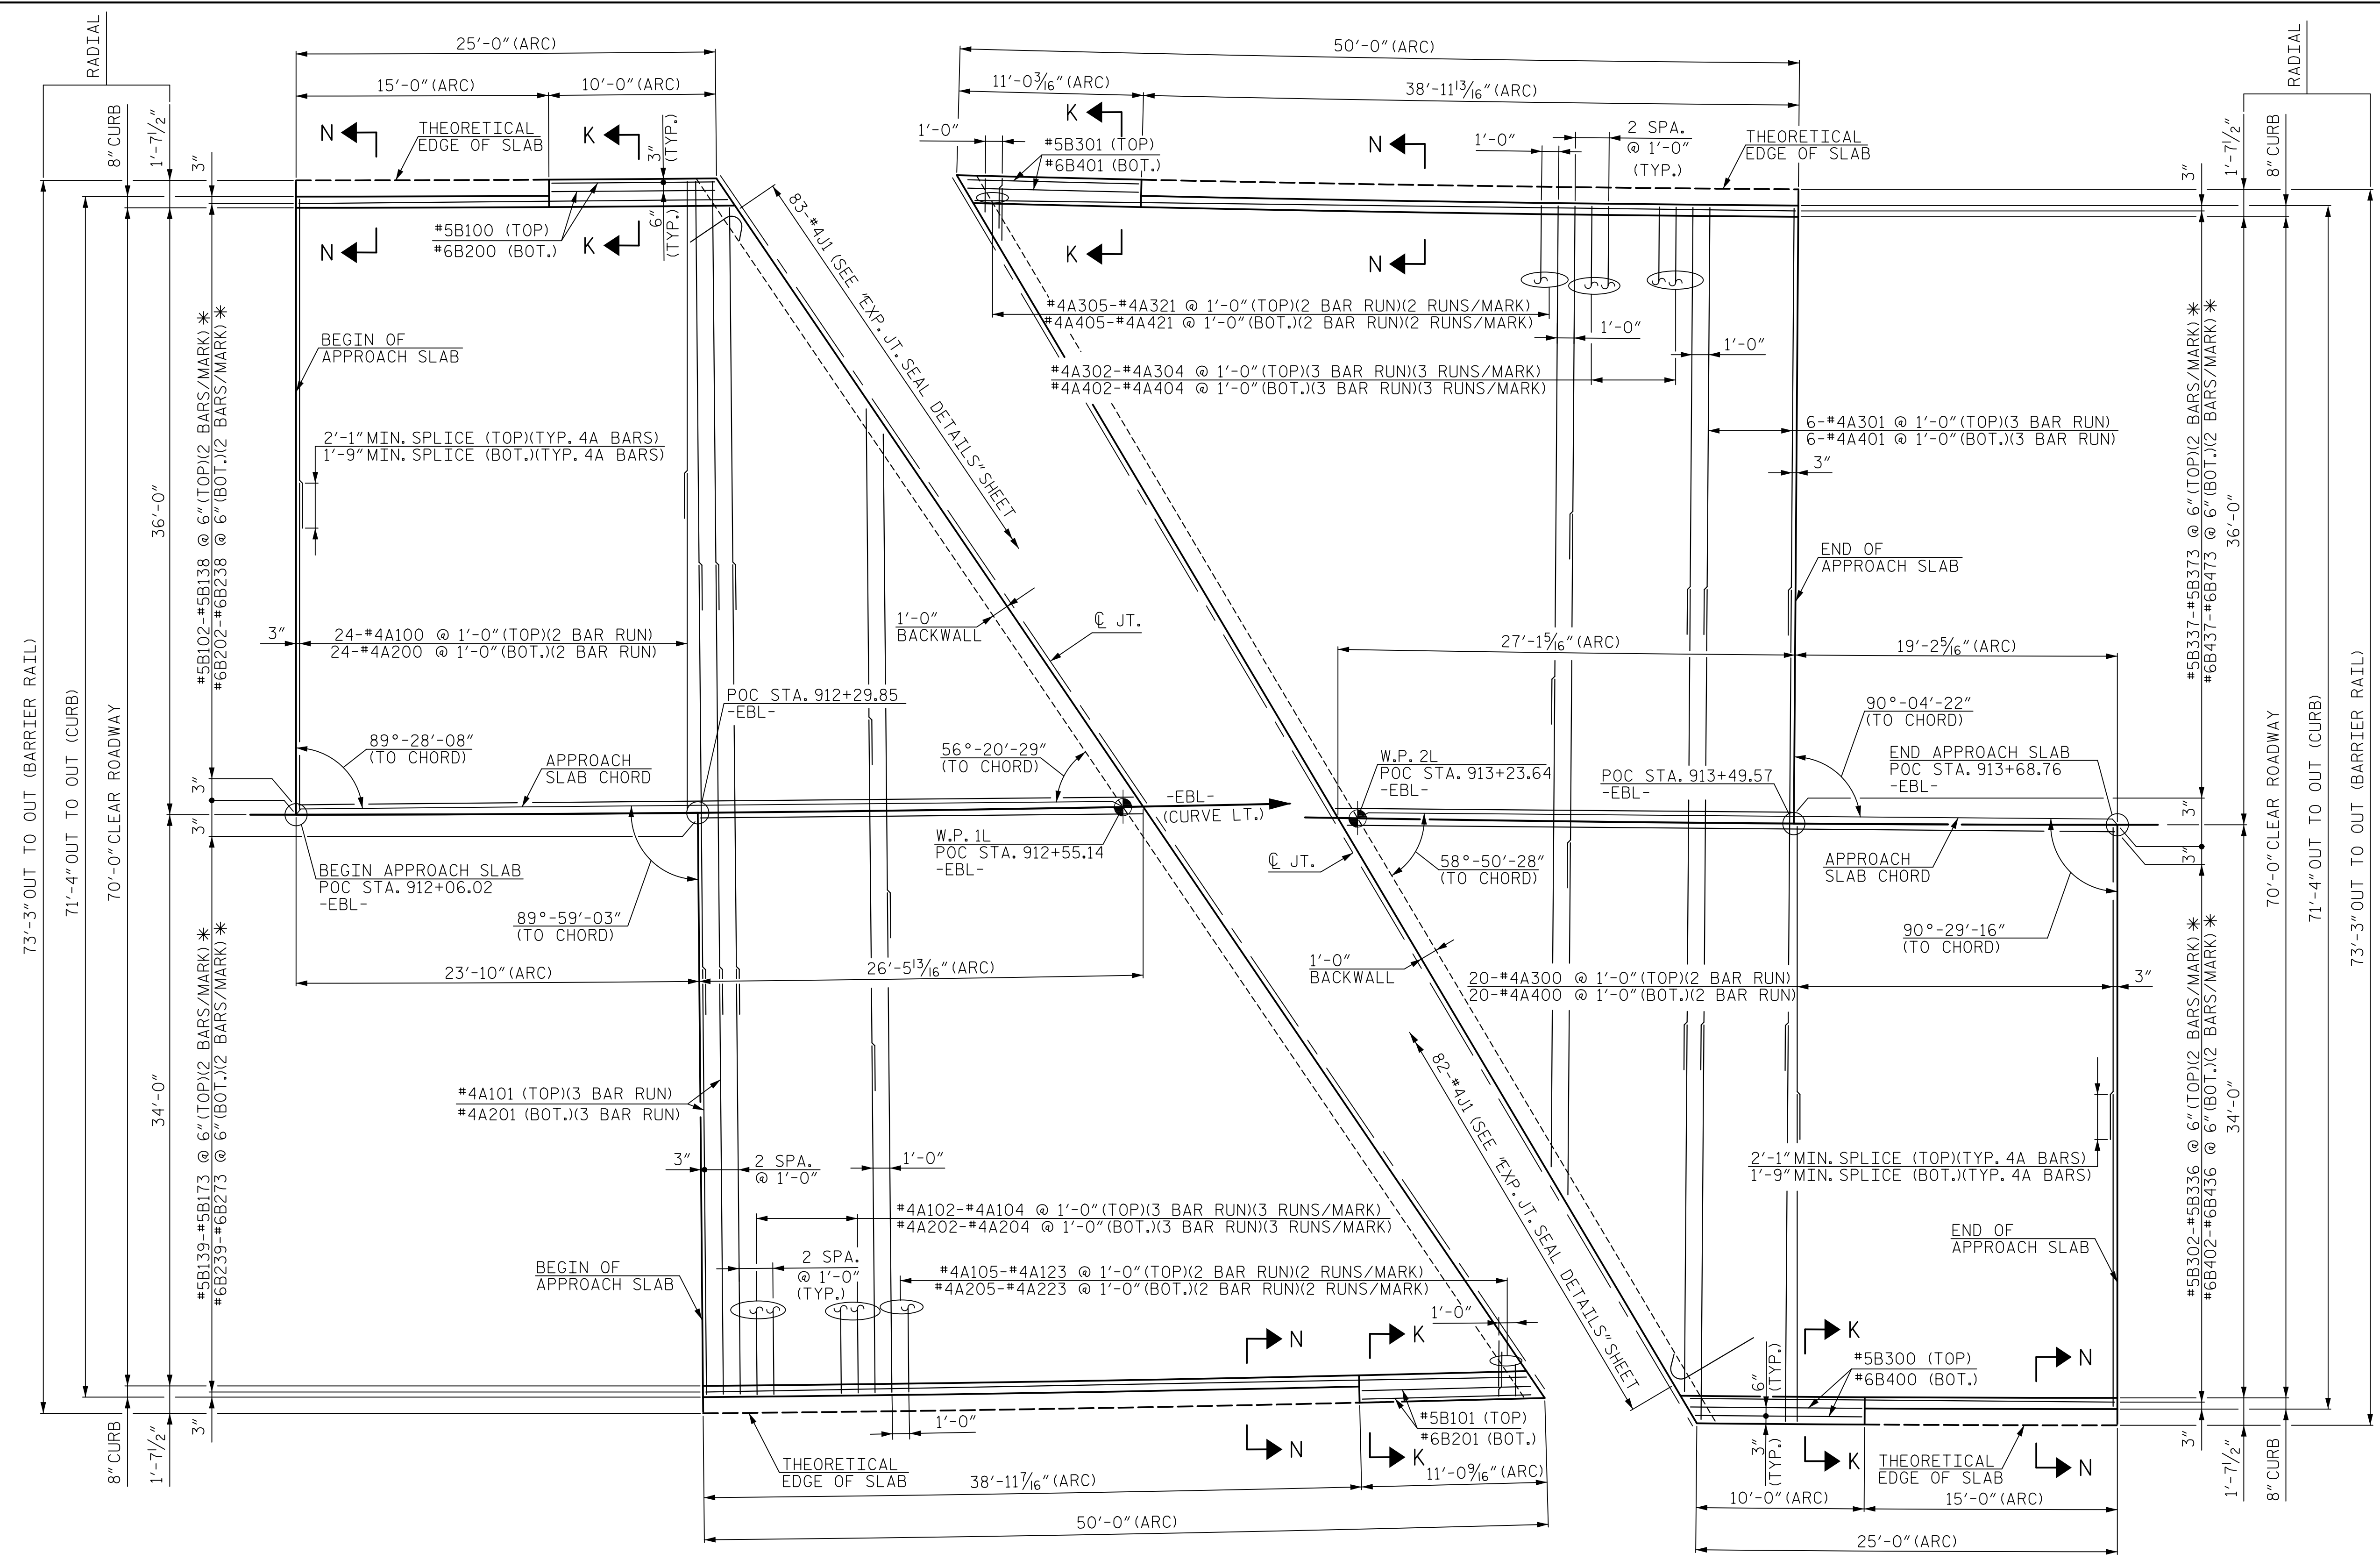 RADIAL
25'-0" (ARC)
15'-0" (ARC)
10'-0" (ARC)
8" CURB
1'-7 1/2"
3"
N
THEORETICAL
EDGE OF SLAB
K
3"
(TYP.)
6"
(TYP.)
#5B100 (TOP)
#6B200 (BOT.)
N
K
83-#4J1 (SEE "EXP. JT. SEAL DETAILS" SHEET
BEGIN OF
APPROACH SLAB
2'-1" MIN. SPLICE (TOP)(TYP. 4A BARS)
1'-9" MIN. SPLICE (BOT.)(TYP. 4A BARS)
#5B102-#5B138 @ 6" (TOP)(2 BARS/MARK) *
#6B202-#6B238 @ 6" (BOT.)(2 BARS/MARK) *
36'-0"
3"
24-#4A100 @ 1'-0" (TOP)(2 BAR RUN)
24-#4A200 @ 1'-0" (BOT.)(2 BAR RUN)
73'-3" OUT TO OUT (BARRIER RAIL)
71'-4" OUT TO OUT (CURB)
70'-0" CLEAR ROADWAY
POC STA. 912+29.85
-EBL-
89°-28'-08"
(TO CHORD)
APPROACH
SLAB CHORD
1'-0"
BACKWALL
℄ JT.
56°-20'-29"
(TO CHORD)
-EBL-
(CURVE LT.)
3"
3"
W.P. 1L
POC STA. 912+55.14
-EBL-
BEGIN APPROACH SLAB
POC STA. 912+06.02
-EBL-
89°-59'-03"
(TO CHORD)
23'-10" (ARC)
26'-5 13/16" (ARC)
#5B139-#5B173 @ 6" (TOP)(2 BARS/MARK) *
#6B239-#6B273 @ 6" (BOT.)(2 BARS/MARK) *
34'-0"
#4A101 (TOP)(3 BAR RUN)
#4A201 (BOT.)(3 BAR RUN)
3"
2 SPA.
@ 1'-0"
1'-0"
#4A102-#4A104 @ 1'-0" (TOP)(3 BAR RUN)(3 RUNS/MARK)
#4A202-#4A204 @ 1'-0" (BOT.)(3 BAR RUN)(3 RUNS/MARK)
BEGIN OF
APPROACH SLAB
2 SPA.
@ 1'-0"
(TYP.)
#4A105-#4A123 @ 1'-0" (TOP)(2 BAR RUN)(2 RUNS/MARK)
#4A205-#4A223 @ 1'-0" (BOT.)(2 BAR RUN)(2 RUNS/MARK)
1'-0"
N
K
1'-0"
#5B101 (TOP)
#6B201 (BOT.)
N
K
THEORETICAL
EDGE OF SLAB
38'-11 7/16" (ARC)
11'-0 9/16" (ARC)
50'-0" (ARC)
8" CURB
1'-7 1/2"
3"
50'-0" (ARC)
11'-0 3/16" (ARC)
38'-11 13/16" (ARC)
RADIAL
1'-0"
K
#5B301 (TOP)
#6B401 (BOT.)
N
1'-0"
2 SPA.
@ 1'-0"
(TYP.)
THEORETICAL
EDGE OF SLAB
3"
1'-7 1/2"
8" CURB
K
N
#4A305-#4A321 @ 1'-0" (TOP)(2 BAR RUN)(2 RUNS/MARK)
#4A405-#4A421 @ 1'-0" (BOT.)(2 BAR RUN)(2 RUNS/MARK)
1'-0"
1'-0"
#4A302-#4A304 @ 1'-0" (TOP)(3 BAR RUN)(3 RUNS/MARK)
#4A402-#4A404 @ 1'-0" (BOT.)(3 BAR RUN)(3 RUNS/MARK)
6-#4A301 @ 1'-0" (TOP)(3 BAR RUN)
6-#4A401 @ 1'-0" (BOT.)(3 BAR RUN)
3"
#5B337-#5B373 @ 6" (TOP)(2 BARS/MARK) *
#6B437-#6B473 @ 6" (BOT.)(2 BARS/MARK) *
36'-0"
END OF
APPROACH SLAB
27'-1 5/16" (ARC)
19'-2 5/16" (ARC)
90°-04'-22"
(TO CHORD)
W.P. 2L
POC STA. 913+23.64
-EBL-
POC STA. 913+49.57
-EBL-
END APPROACH SLAB
POC STA. 913+68.76
-EBL-
3"
3"
℄ JT.
58°-50'-28"
(TO CHORD)
APPROACH
SLAB CHORD
90°-29'-16"
(TO CHORD)
70'-0" CLEAR ROADWAY
71'-4" OUT TO OUT (CURB)
73'-3" OUT TO OUT (BARRIER RAIL)
1'-0"
BACKWALL
20-#4A300 @ 1'-0" (TOP)(2 BAR RUN)
20-#4A400 @ 1'-0" (BOT.)(2 BAR RUN)
3"
82-#4J1 (SEE "EXP. JT. SEAL DETAILS" SHEET
#5B302-#5B336 @ 6" (TOP)(2 BARS/MARK) *
#6B402-#6B436 @ 6" (BOT.)(2 BARS/MARK) *
34'-0"
2'-1" MIN. SPLICE (TOP)(TYP. 4A BARS)
1'-9" MIN. SPLICE (BOT.)(TYP. 4A BARS)
END OF
APPROACH SLAB
6"
(TYP.)
K
#5B300 (TOP)
#6B400 (BOT.)
N
3"
(TYP.)
K
THEORETICAL
EDGE OF SLAB
N
10'-0" (ARC)
15'-0" (ARC)
25'-0" (ARC)
3"
1'-7 1/2"
8" CURB